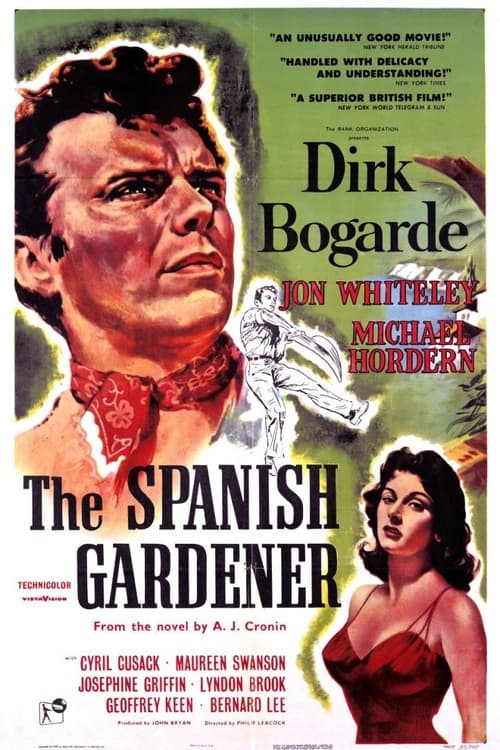 "AN UNUSUALLY GOOD MOVIE!"
NEW YORK HERALD TRIBUNE
"HANDLED WITH DELICACY
AND UNDERSTANDING!"
NEW YORK TIMES
"A SUPERIOR BRITISH FILM!"
NEW YORK WORLD TELEGRAM & SUN
The RANK ORGANIZATION
presents
Dirk
Bogarde
JON WHITELEY
MICHAEL
HORDERN
The SPANISH
GARDENER
TECHNICOLOR
VISTAVISION
From the novel by A. J. Cronin
with
CYRIL CUSACK · MAUREEN SWANSON
JOSEPHINE GRIFFIN · LYNDON BROOK
GEOFFREY KEEN · BERNARD LEE
Produced by JOHN BRYAN
Directed by PHILIP LEACOCK